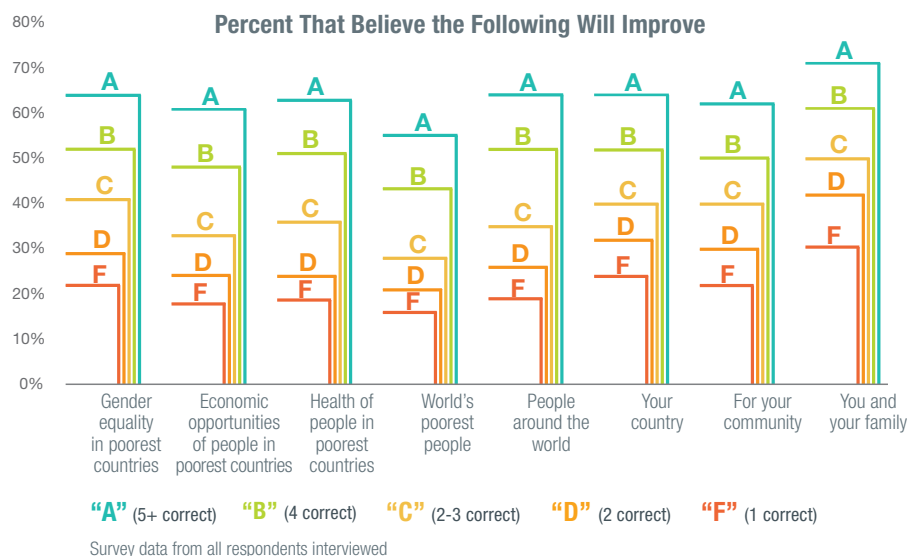 Percent That Believe the Following Will Improve
80%
70%
60%
50%
40%
30%
20%
10%
0%
A
B
C
D
F
A
B
C
D
F
A
B
C
D
F
A
B
C
D
F
A
B
C
D
F
A
B
C
D
F
A
B
C
D
F
A
B
C
D
F
Gender
equality
in poorest
countries
Economic
opportunities
of people in
poorest countries
Health of
people in
poorest
countries
World's
poorest
people
People
around the
world
Your
country
For your
community
You and
your family
“A” (5+ correct)
“B” (4 correct)
“C” (2-3 correct)
“D” (2 correct)
“F” (1 correct)
Survey data from all respondents interviewed